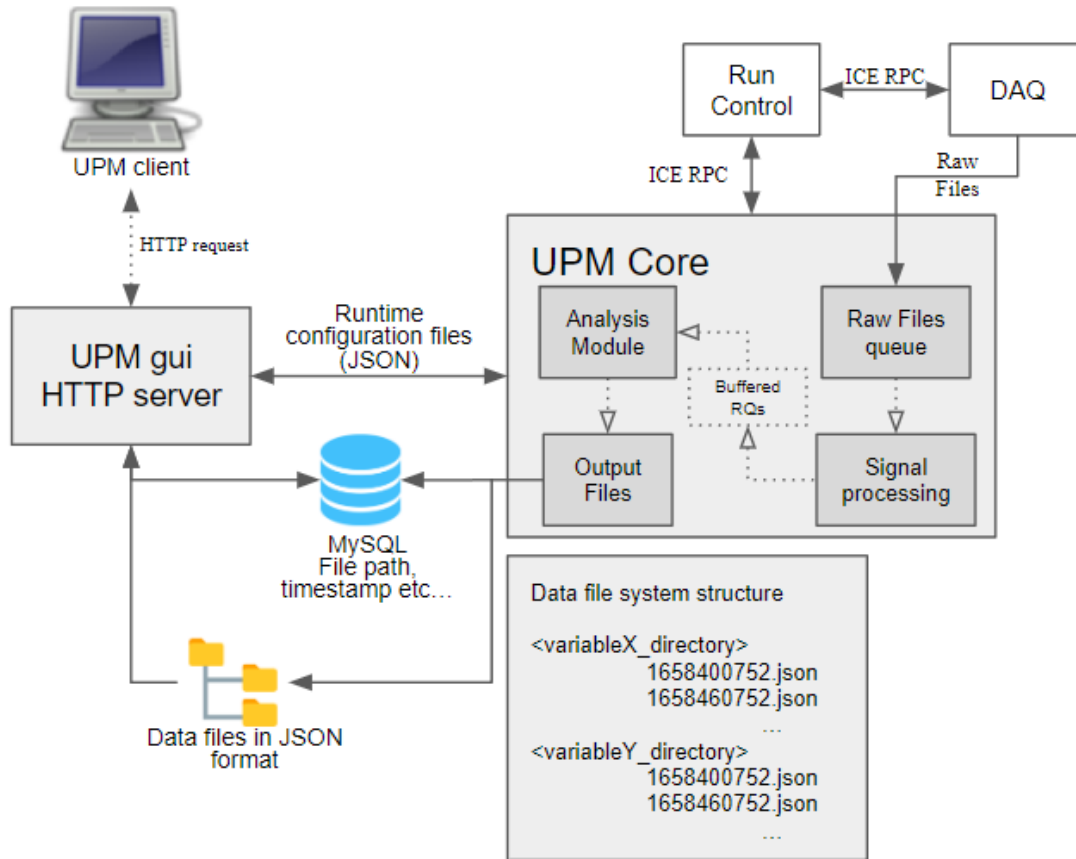 UPM client
HTTP request
UPM gui
HTTP server
Runtime
configuration files
(JSON)
MySQL
File path,
timestamp etc...
Data files in JSON
format
Run
Control
ICE RPC
DAQ
ICE RPC
Raw
Files
UPM Core
Analysis
Module
Raw Files
queue
Buffered
RQs
Output
Files
Signal
processing
Data file system structure
<variableX_directory>
1658400752.json
1658460752.json
...
<variableY_directory>
1658400752.json
1658460752.json
...